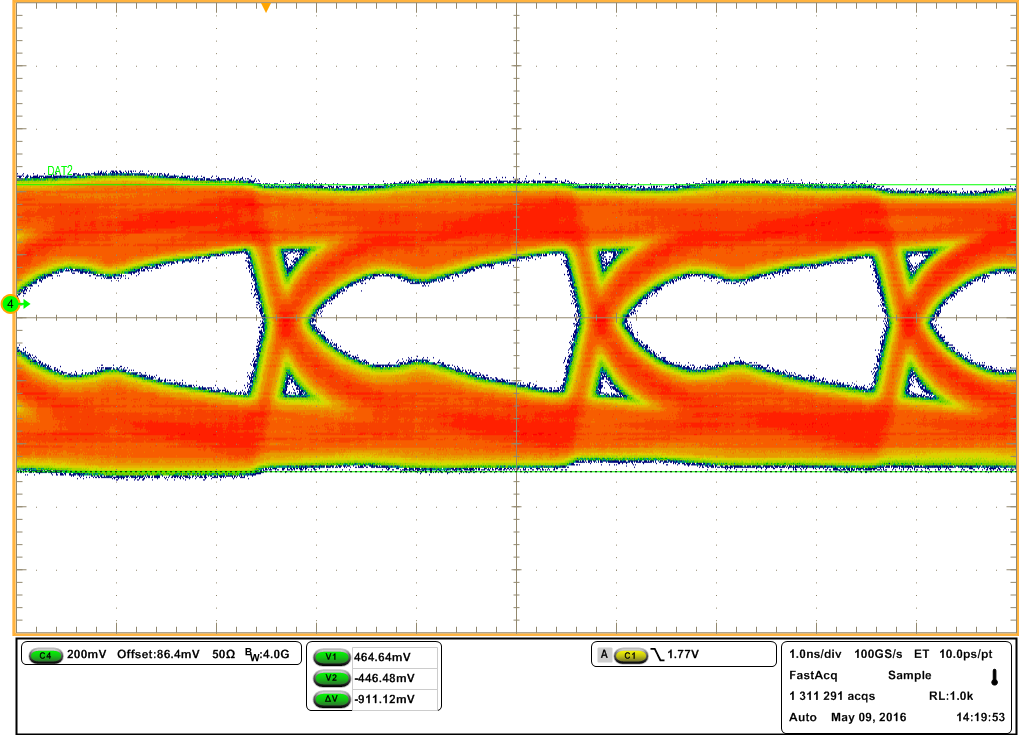 DAT2
4
C4 200mV Offset:86.4mV 50Ω BW:4.0G
V1 464.64mV
V2 -446.48mV
ΔV -911.12mV
A C1 1.77V
1.0ns/div 100GS/s ET 10.0ps/pt
FastAcq Sample
1 311 291 acqs RL:1.0k
Auto May 09, 2016 14:19:53